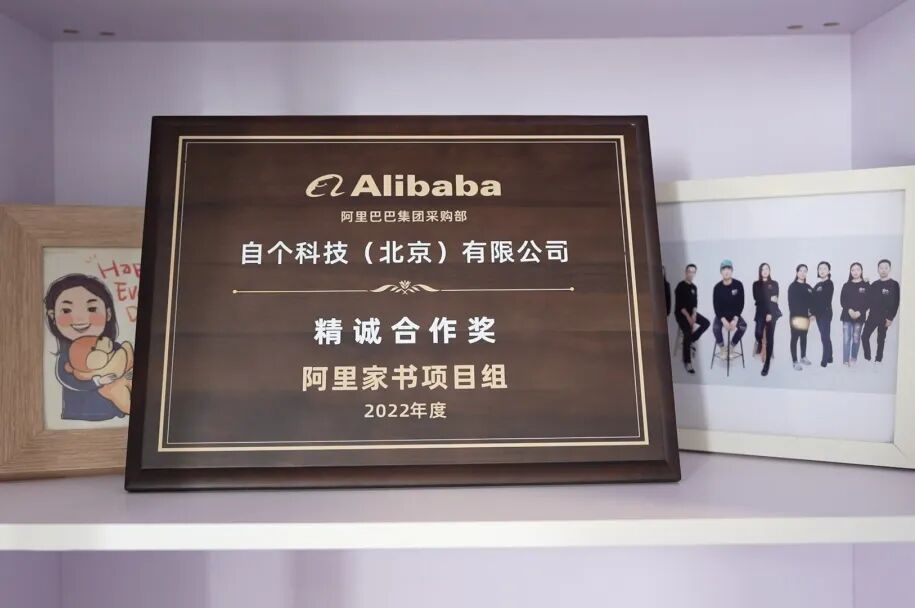 Alibaba
阿里巴巴集团采购部
自个科技（北京）有限公司
精诚合作奖
阿里家书项目组
2022年度